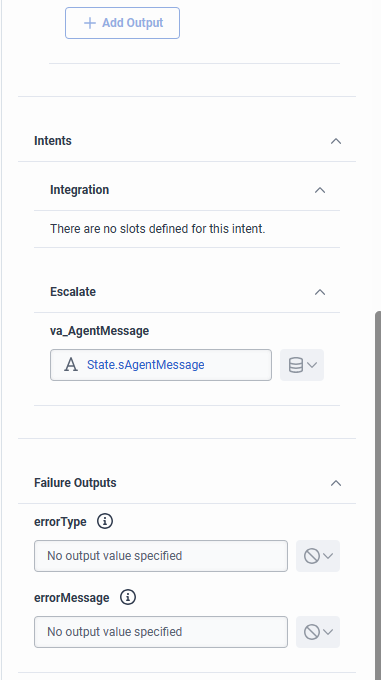 Add Output
Intents
Integration
There are no slots defined for this intent.
Escalate
va_AgentMessage
State.sAgentMessage
Failure Outputs
errorType
No output value specified
errorMessage
No output value specified